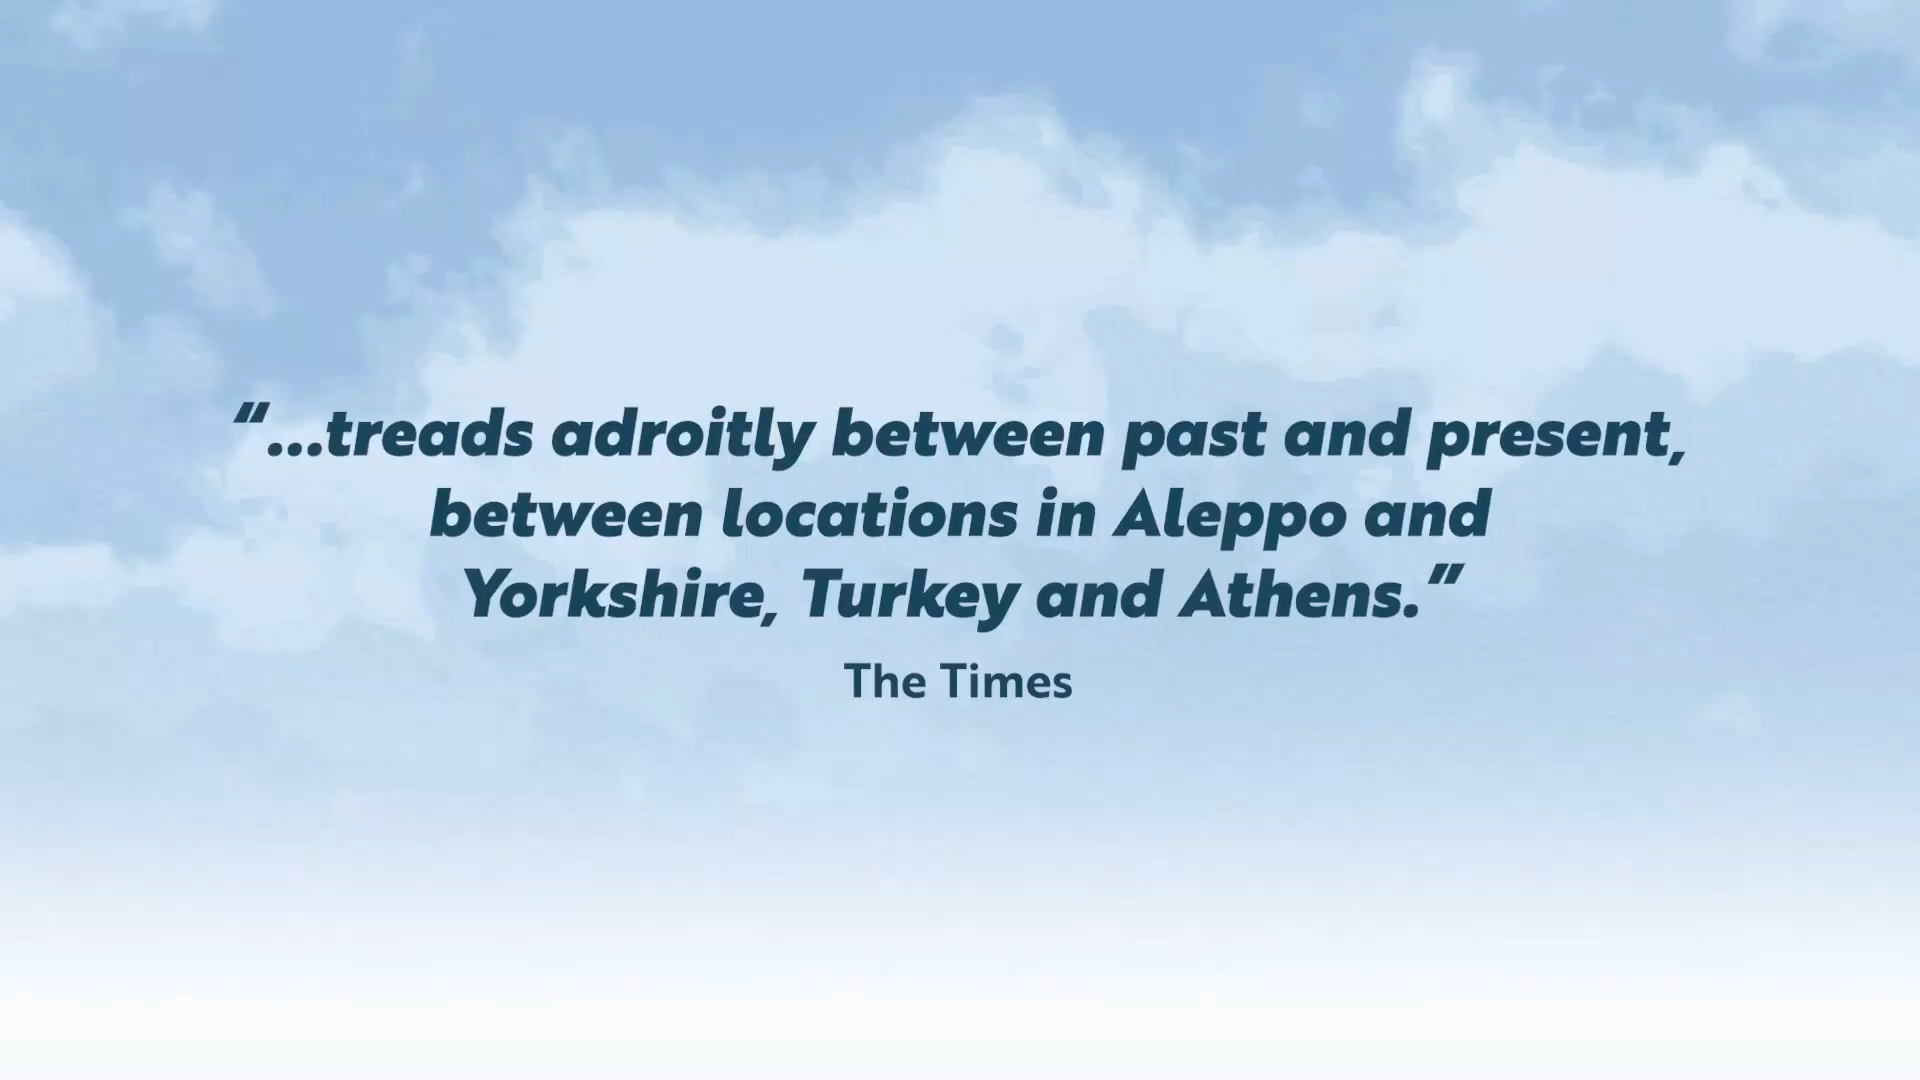 “...treads adroitly between past and present,
between locations in Aleppo and
Yorkshire, Turkey and Athens.”
The Times